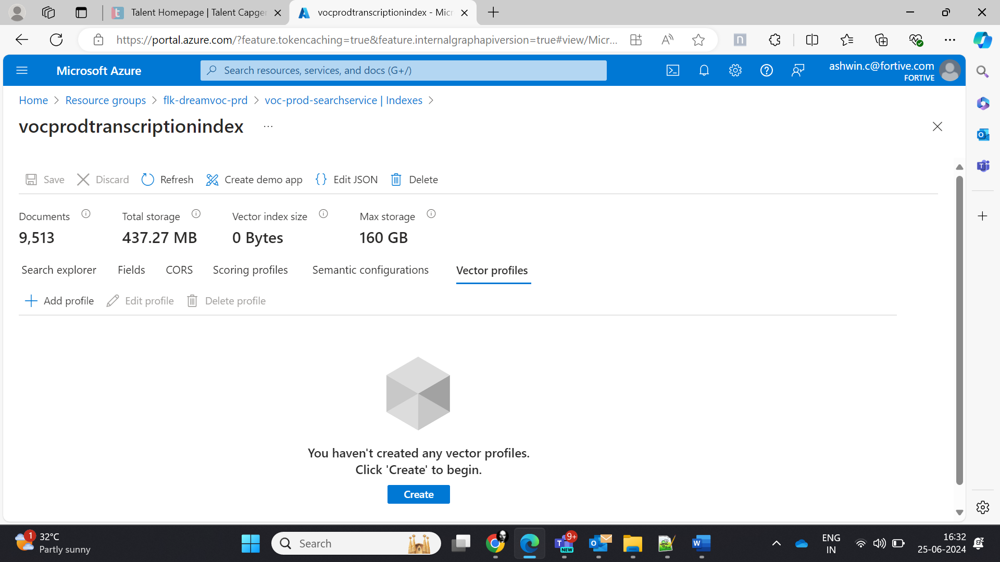 Talent Homepage | Talent Capger
vocprodtranscriptionindex - Micr
https://portal.azure.com/?feature.tokencaching=true&feature.internalgraphapiversion=true#view/Micr...
Microsoft Azure
Search resources, services, and docs (G+/)
ashwin.c@fortive.com
FORTIVE
Home > Resource groups > flk-dreamvoc-prd > voc-prod-searchservice | Indexes >
vocprodtranscriptionindex ...
Save Discard Refresh Create demo app {} Edit JSON Delete
Documents Total storage Vector index size Max storage
9,513 437.27 MB 0 Bytes 160 GB
Search explorer Fields CORS Scoring profiles Semantic configurations Vector profiles
Add profile Edit profile Delete profile
You haven't created any vector profiles.
Click 'Create' to begin.
Create
1 32°C
Partly sunny
Search
9+
NEW
ENG
IN
16:32
25-06-2024